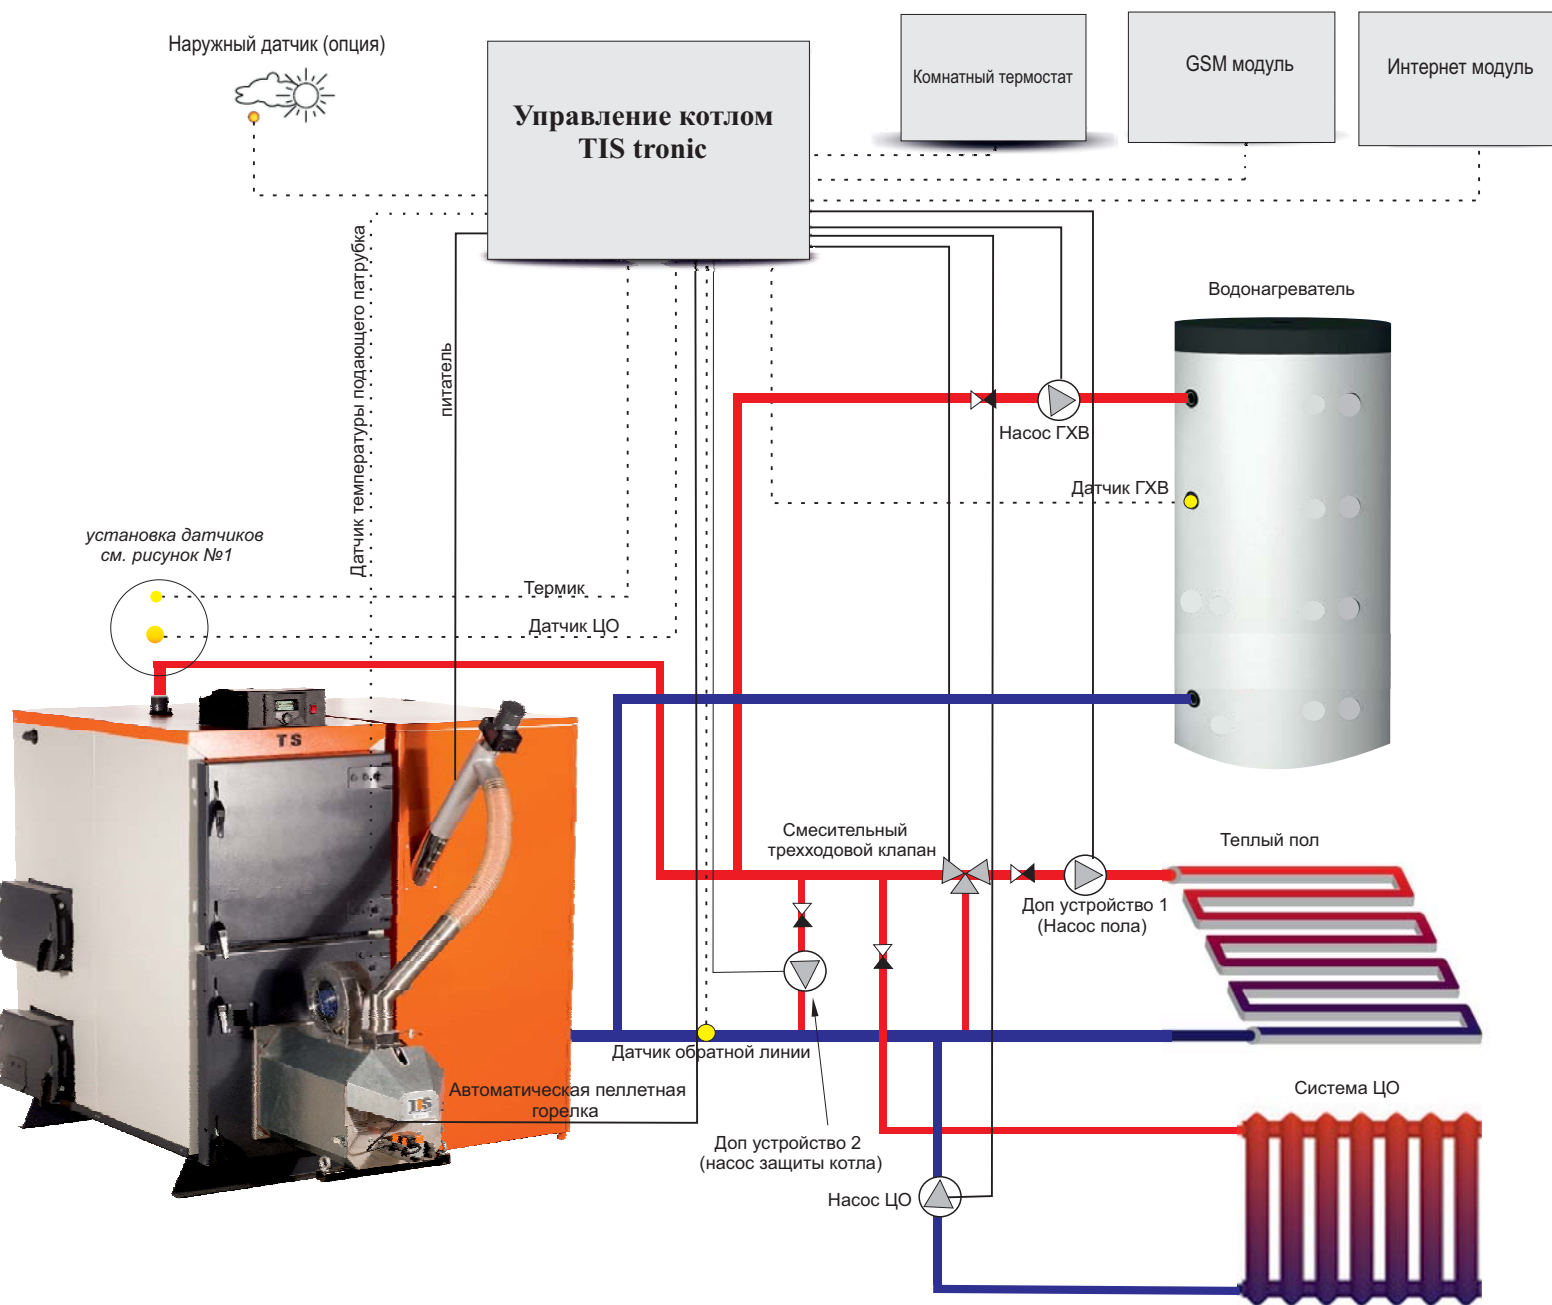 Наружный датчик (опция)
Управление котлом
TIS tronic
Комнатный термостат
GSM модуль
Интернет модуль
Датчик температуры подающего патрубка
питатель
Водонагреватель
Насос ГХВ
Датчик ГХВ
установка датчиков
см. рисунок №1
Термик
Датчик ЦО
TIS
Смесительный
трехходовой клапан
Теплый пол
Доп устройство 1
(Насос пола)
Датчик обратной линии
Автоматическая пеллетная
горелка
TIS
Доп устройство 2
(насос защиты котла)
Насос ЦО
Система ЦО